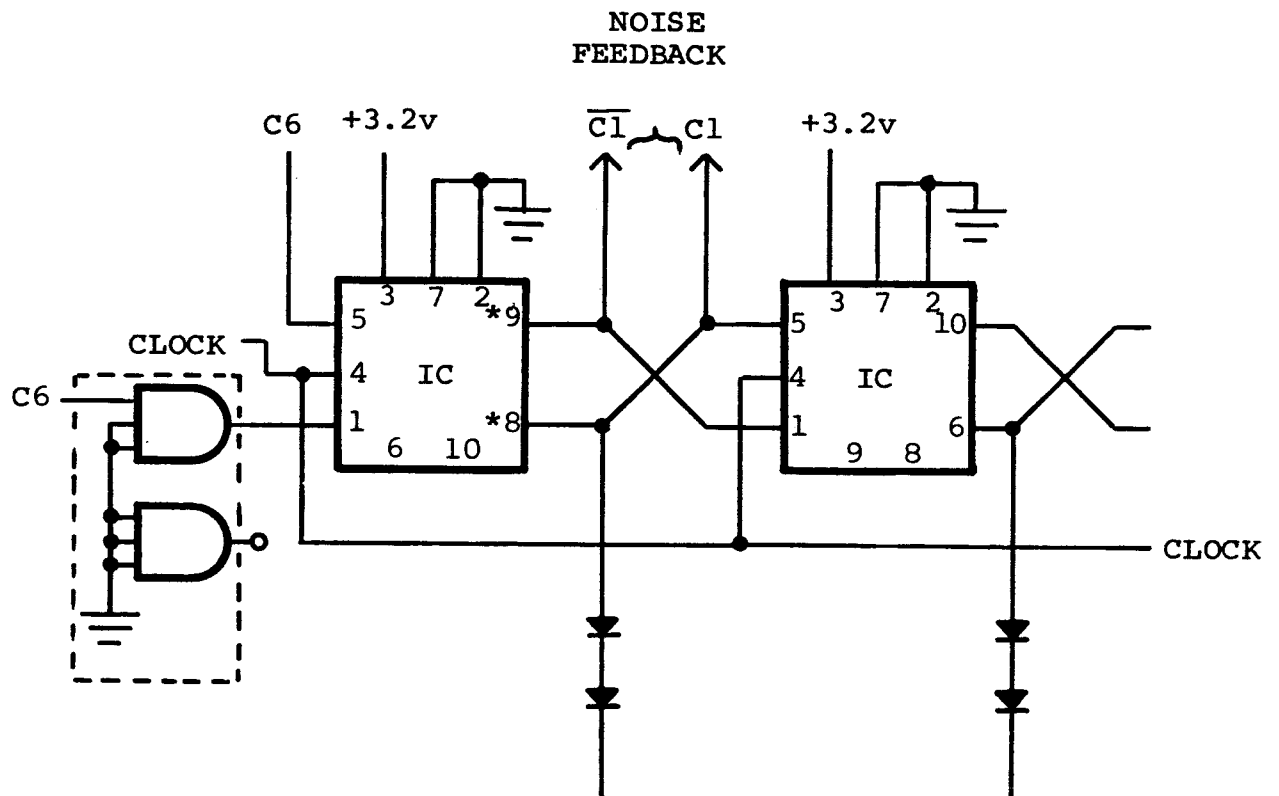 NOISE
FEEDBACK
C6 +3.2v C1 C1 +3.2v
3 7 2 3 7 2
5 *9 5 10
CLOCK 4 IC 4 IC
C6 1 *8 1 6
6 10 9 8
CLOCK